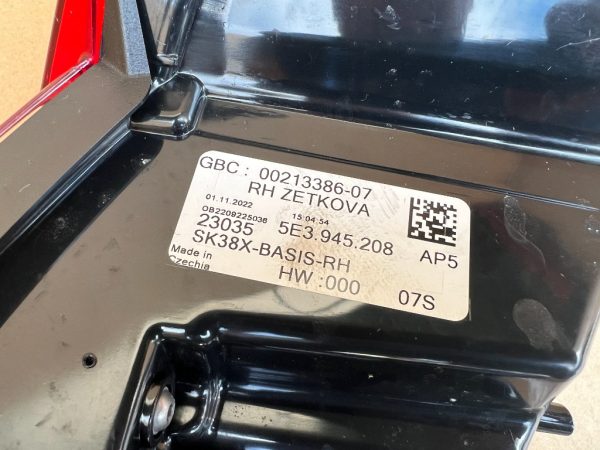 GBC : 00213386-07
RH ZETKOVA
01.11.2022 15:04:54
OB2209225036
23035 5E3.945.208 AP5
SK38X-BASIS-RH
Made in
Czechia
HW :000 07S